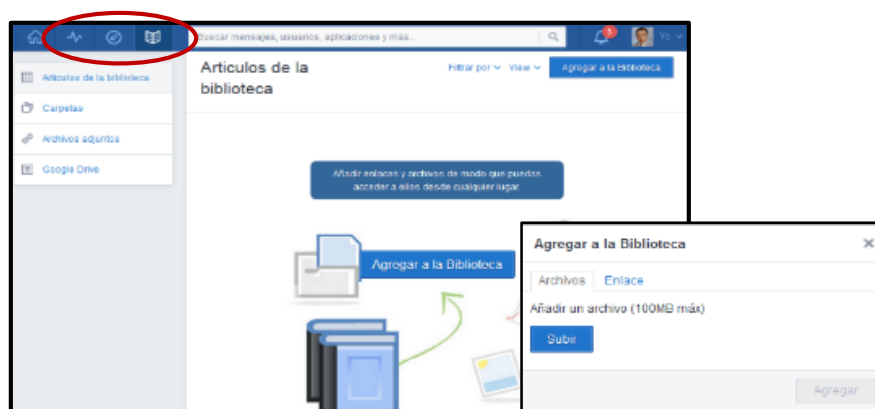 Buscar mensajes, usuarios, aplicaciones y mas...
Yo
Artículos de la biblioteca
Carpetas
Archivos adjuntos
Google Drive
Articulos de la
biblioteca
Filtrar por
View
Agregar a la Biblioteca
Añadir enlaces y archivos de modo que puedas
acceder a ellos desde cualquier lugar.
Agregar a la Biblioteca
Agregar a la Biblioteca
Archivos Enlace
Añadir un archivo (100MB máx)
Subir
Agregar